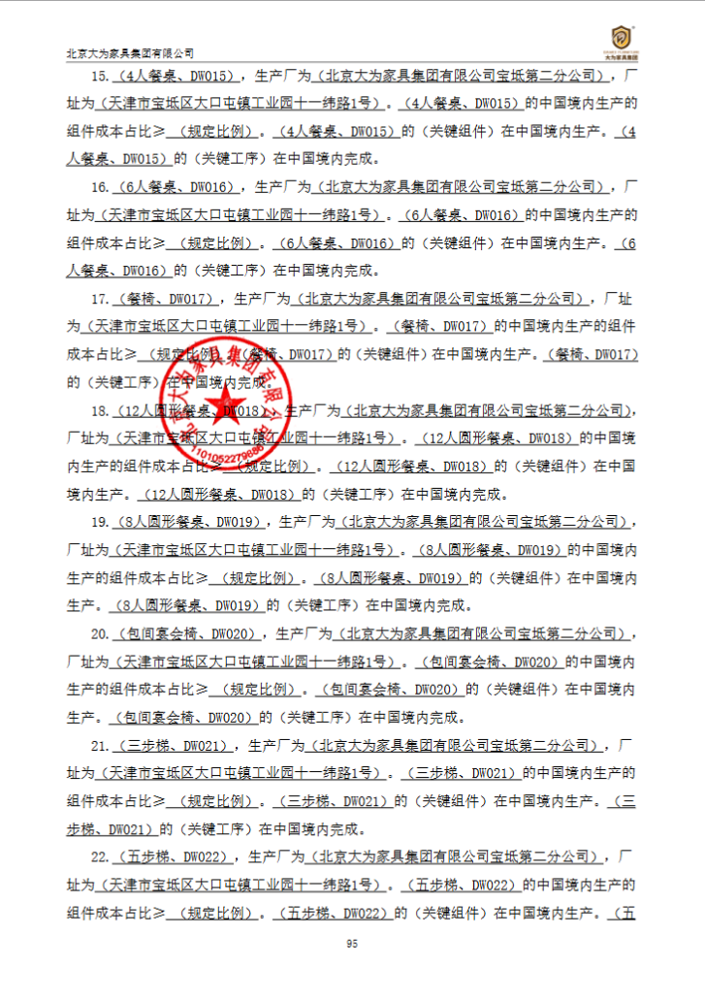 北京大为家具集团有限公司
大为家具集团
15.（4人餐桌、DW015），生产厂为（北京大为家具集团有限公司宝坻第二分公司），厂
址为（天津市宝坻区大口屯镇工业园十一纬路1号）。（4人餐桌、DW015）的中国境内生产的
组件成本占比≥（规定比例）。（4人餐桌、DW015）的（关键组件）在中国境内生产。（4
人餐桌、DW015）的（关键工序）在中国境内完成。
16.（6人餐桌、DW016），生产厂为（北京大为家具集团有限公司宝坻第二分公司），厂
址为（天津市宝坻区大口屯镇工业园十一纬路1号）。（6人餐桌、DW016）的中国境内生产的
组件成本占比≥（规定比例）。（6人餐桌、DW016）的（关键组件）在中国境内生产。（6
人餐桌、DW016）的（关键工序）在中国境内完成。
17.（餐椅、DW017），生产厂为（北京大为家具集团有限公司宝坻第二分公司），厂址
为（天津市宝坻区大口屯镇工业园十一纬路1号）。（餐椅、DW017）的中国境内生产的组件
成本占比≥（规定比例）。（餐椅、DW017）的（关键组件）在中国境内生产。（餐椅、DW017）
的（关键工序）在中国境内完成。
18.（12人圆形餐桌、DW018），生产厂为（北京大为家具集团有限公司宝坻第二分公司），
厂址为（天津市宝坻区大口屯镇工业园十一纬路1号）。（12人圆形餐桌、DW018）的中国境
内生产的组件成本占比≥（规定比例）。（12人圆形餐桌、DW018）的（关键组件）在中国
境内生产。（12人圆形餐桌、DW018）的（关键工序）在中国境内完成。
北京大为家具集团有限公司
1101052279886
19.（8人圆形餐桌、DW019），生产厂为（北京大为家具集团有限公司宝坻第二分公司），
厂址为（天津市宝坻区大口屯镇工业园十一纬路1号）。（8人圆形餐桌、DW019）的中国境内
生产的组件成本占比≥（规定比例）。（8人圆形餐桌、DW019）的（关键组件）在中国境内
生产。（8人圆形餐桌、DW019）的（关键工序）在中国境内完成。
20.（包间宴会椅、DW020），生产厂为（北京大为家具集团有限公司宝坻第二分公司），
厂址为（天津市宝坻区大口屯镇工业园十一纬路1号）。（包间宴会椅、DW020）的中国境内
生产的组件成本占比≥（规定比例）。（包间宴会椅、DW020）的（关键组件）在中国境内
生产。（包间宴会椅、DW020）的（关键工序）在中国境内完成。
21.（三步梯、DW021），生产厂为（北京大为家具集团有限公司宝坻第二分公司），厂
址为（天津市宝坻区大口屯镇工业园十一纬路1号）。（三步梯、DW021）的中国境内生产的
组件成本占比≥（规定比例）。（三步梯、DW021）的（关键组件）在中国境内生产。（三
步梯、DW021）的（关键工序）在中国境内完成。
22.（五步梯、DW022），生产厂为（北京大为家具集团有限公司宝坻第二分公司），厂
址为（天津市宝坻区大口屯镇工业园十一纬路1号）。（五步梯、DW022）的中国境内生产的
组件成本占比≥（规定比例）。（五步梯、DW022）的（关键组件）在中国境内生产。（五
95